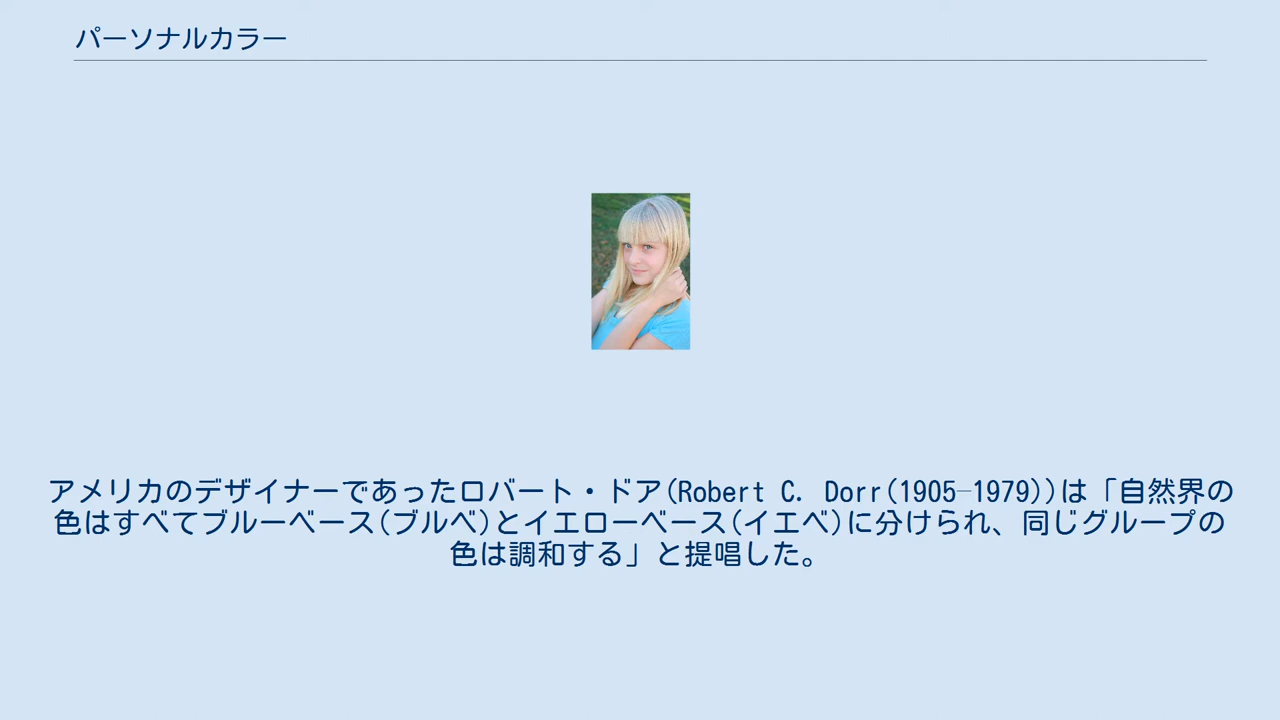 パーソナルカラー
アメリカのデザイナーであったロバート・ドア(Robert C. Dorr(1905–1979))は「自然界の
色はすべてブルーベース(ブルベ)とイエローベース(イエベ)に分けられ、同じグループの
色は調和する」と提唱した。